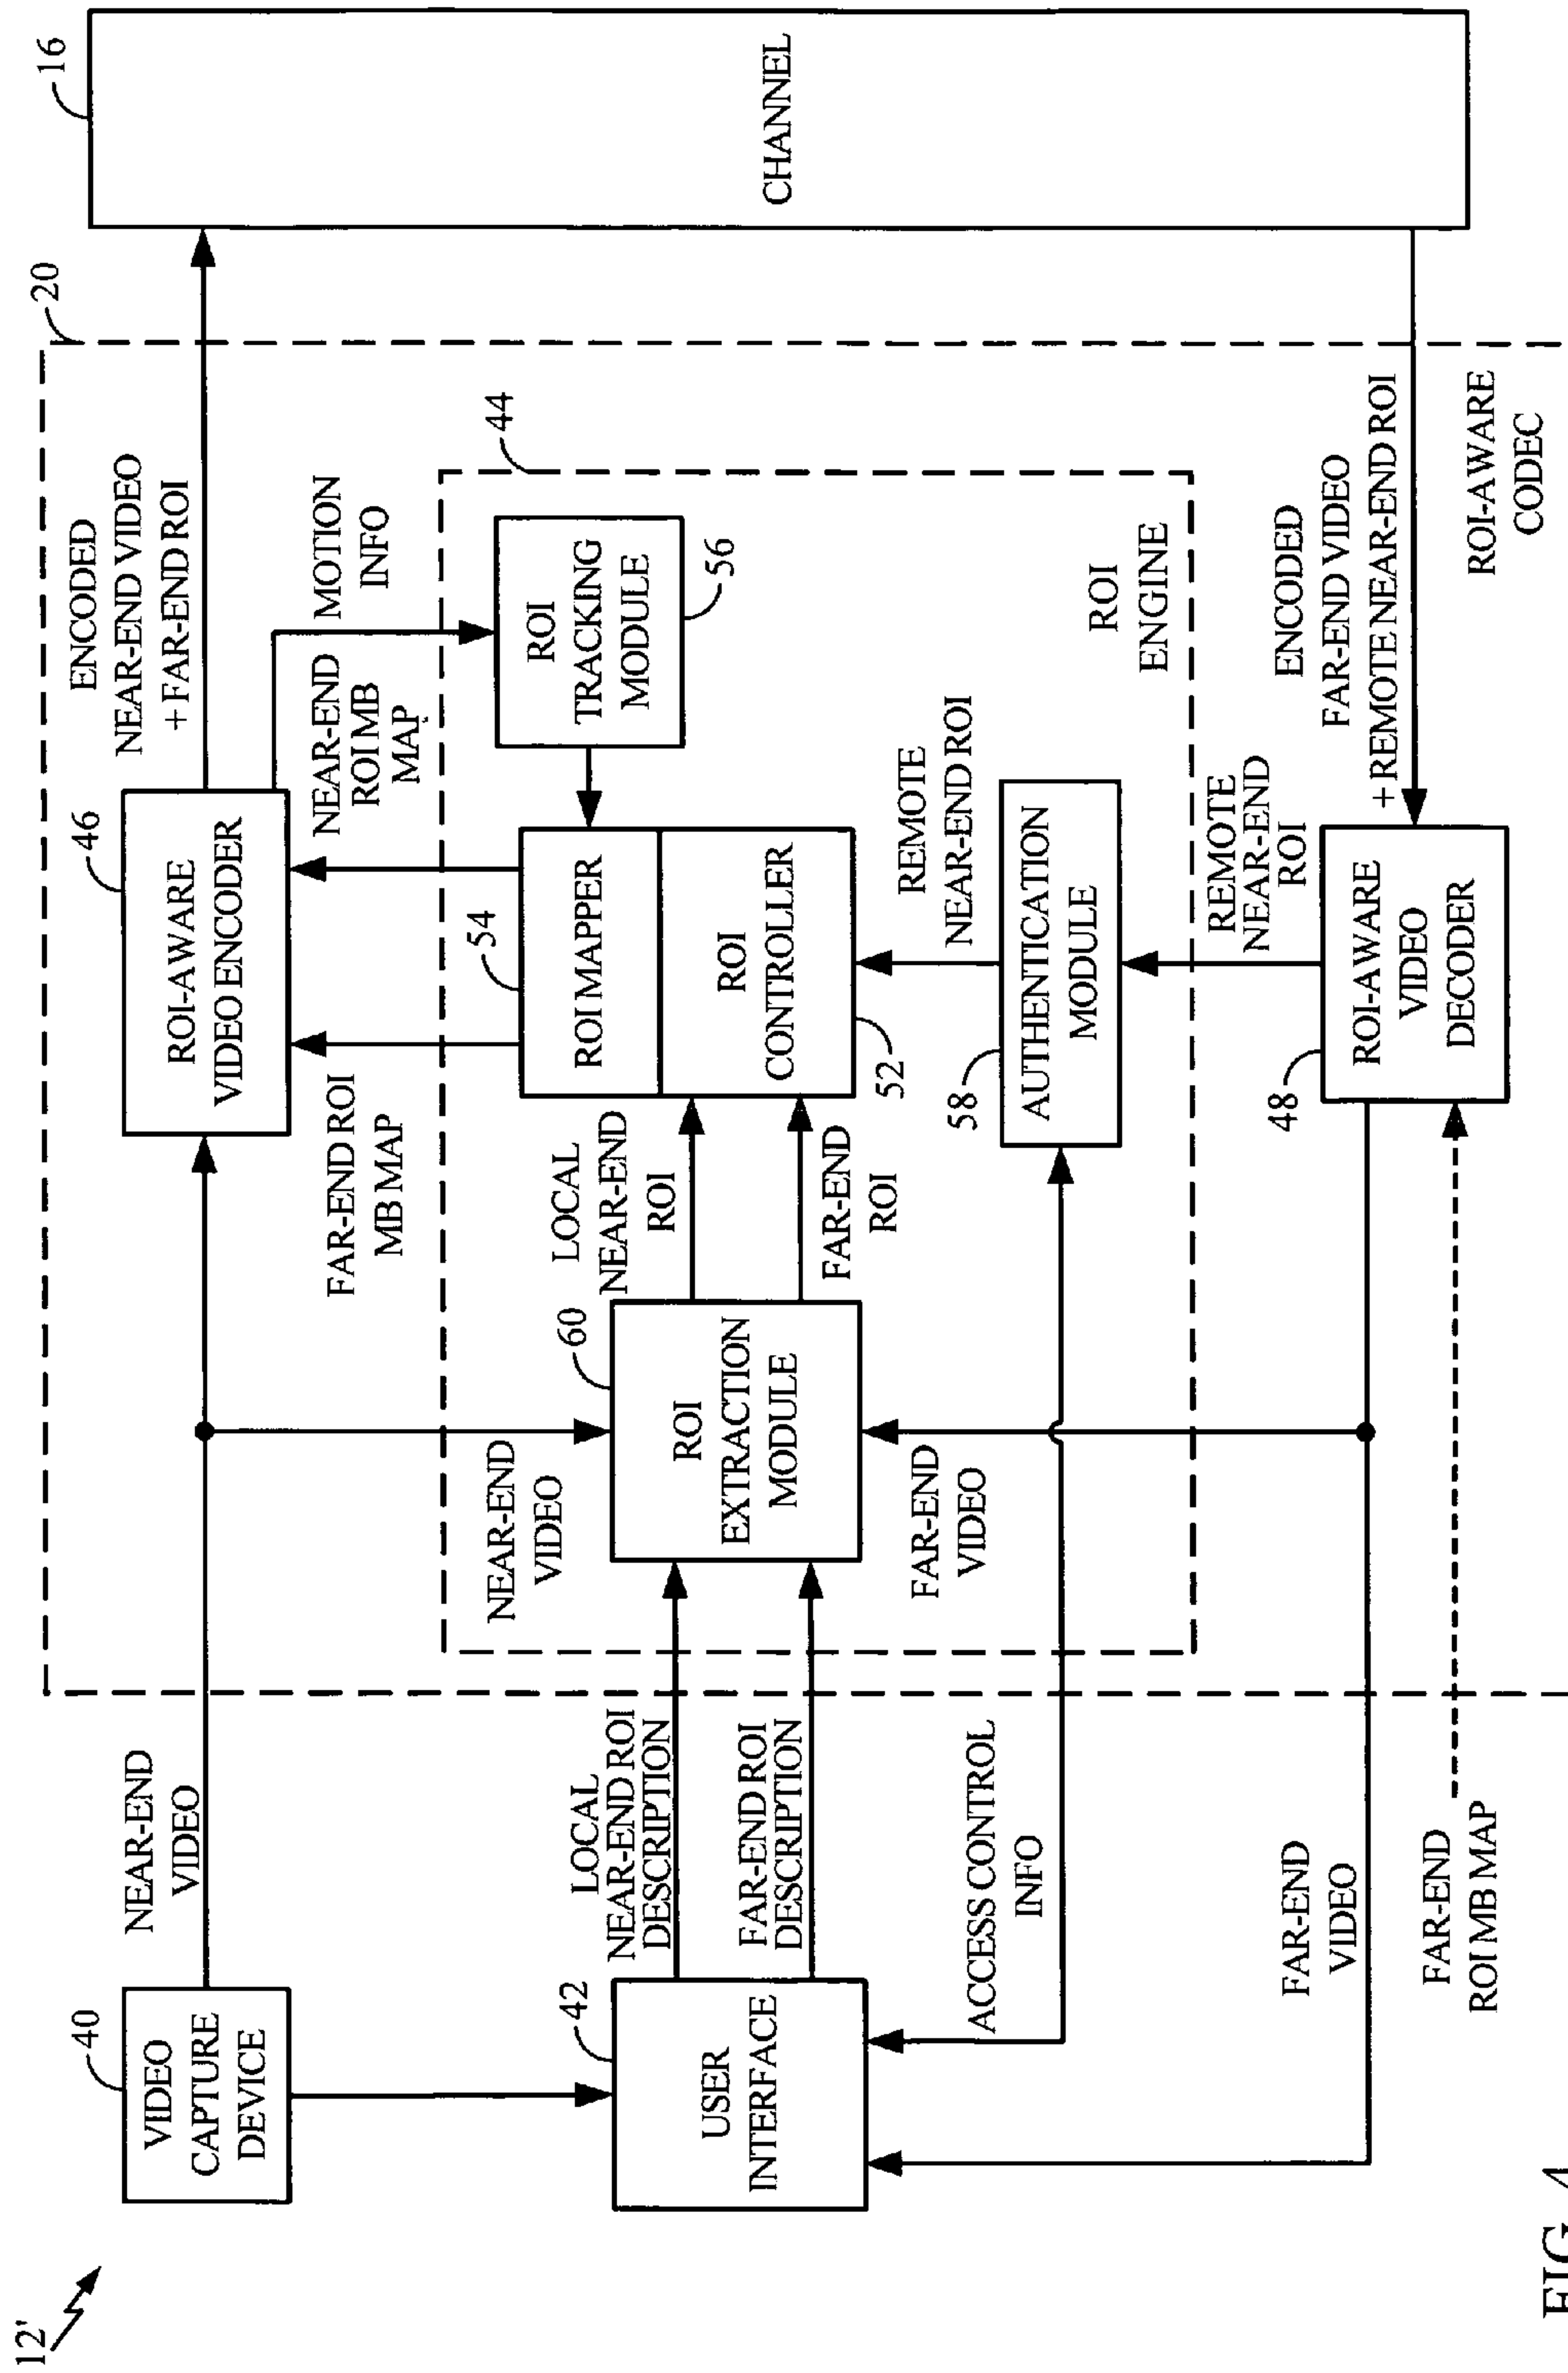 12'
40
VIDEO
CAPTURE
DEVICE
NEAR-END
VIDEO
46
ROI-AWARE
VIDEO ENCODER
ENCODED
NEAR-END VIDEO
+ FAR-END ROI
20
16
CHANNEL
FAR-END ROI
MB MAP
NEAR-END
ROI MB
MAP
MOTION
INFO
44
42
USER
INTERFACE
LOCAL
NEAR-END ROI
DESCRIPTION
FAR-END ROI
DESCRIPTION
NEAR-END
VIDEO
60
ROI
EXTRACTION
MODULE
LOCAL
NEAR-END
ROI
FAR-END
ROI
54
ROI MAPPER
ROI
CONTROLLER
52
ROI
TRACKING
MODULE
56
ACCESS CONTROL
INFO
FAR-END
VIDEO
58
AUTHENTICATION
MODULE
REMOTE
NEAR-END ROI
ROI
ENGINE
REMOTE
NEAR-END
ROI
FAR-END
VIDEO
48
ROI-AWARE
VIDEO
DECODER
ENCODED
FAR-END VIDEO
+ REMOTE NEAR-END ROI
FAR-END
ROI MB MAP
ROI-AWARE
CODEC
FIG. 4